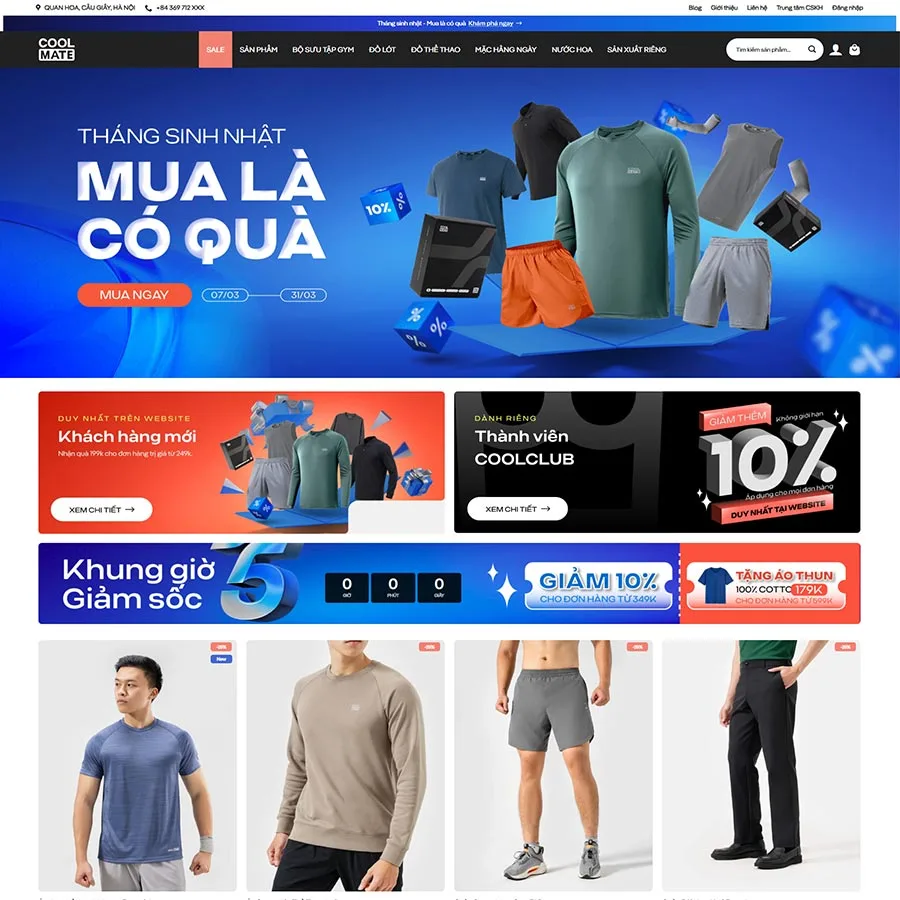 QUAN HOA, CẦU GIẤY, HÀ NỘI +84 369 712 XXX
Blog Giới thiệu Liên hệ Trung tâm CSKH Đăng nhập
Tháng sinh nhật - Mua là có quà Khám phá ngay →
COOL
MATE
SALE SẢN PHẨM BỘ SƯU TẬP GYM ĐỒ LÓT ĐỒ THỂ THAO MẶC HÀNG NGÀY NƯỚC HOA SẢN XUẤT RIÊNG
Tìm kiếm sản phẩm...
THÁNG SINH NHẬT
MUA LÀ
CÓ QUÀ
MUA NGAY 07/03 31/03
10%
%
%
%
%
%
DUY NHẤT TRÊN WEBSITE
Khách hàng mới
Nhận quà 199k cho đơn hàng trị giá từ 249k.
XEM CHI TIẾT →
DÀNH RIÊNG
Thành viên
COOLCLUB
XEM CHI TIẾT →
GIẢM THÊM
Không giới hạn
10%
Áp dụng cho mọi đơn hàng
DUY NHẤT TẠI WEBSITE
Khung giờ
Giảm sốc
0 0 0
GIỜ PHÚT GIÂY
GIẢM 10%
CHO ĐƠN HÀNG TỪ 349K
TẶNG ÁO THUN
100% COTTO 179K
CHO ĐƠN HÀNG TỪ 599K
New